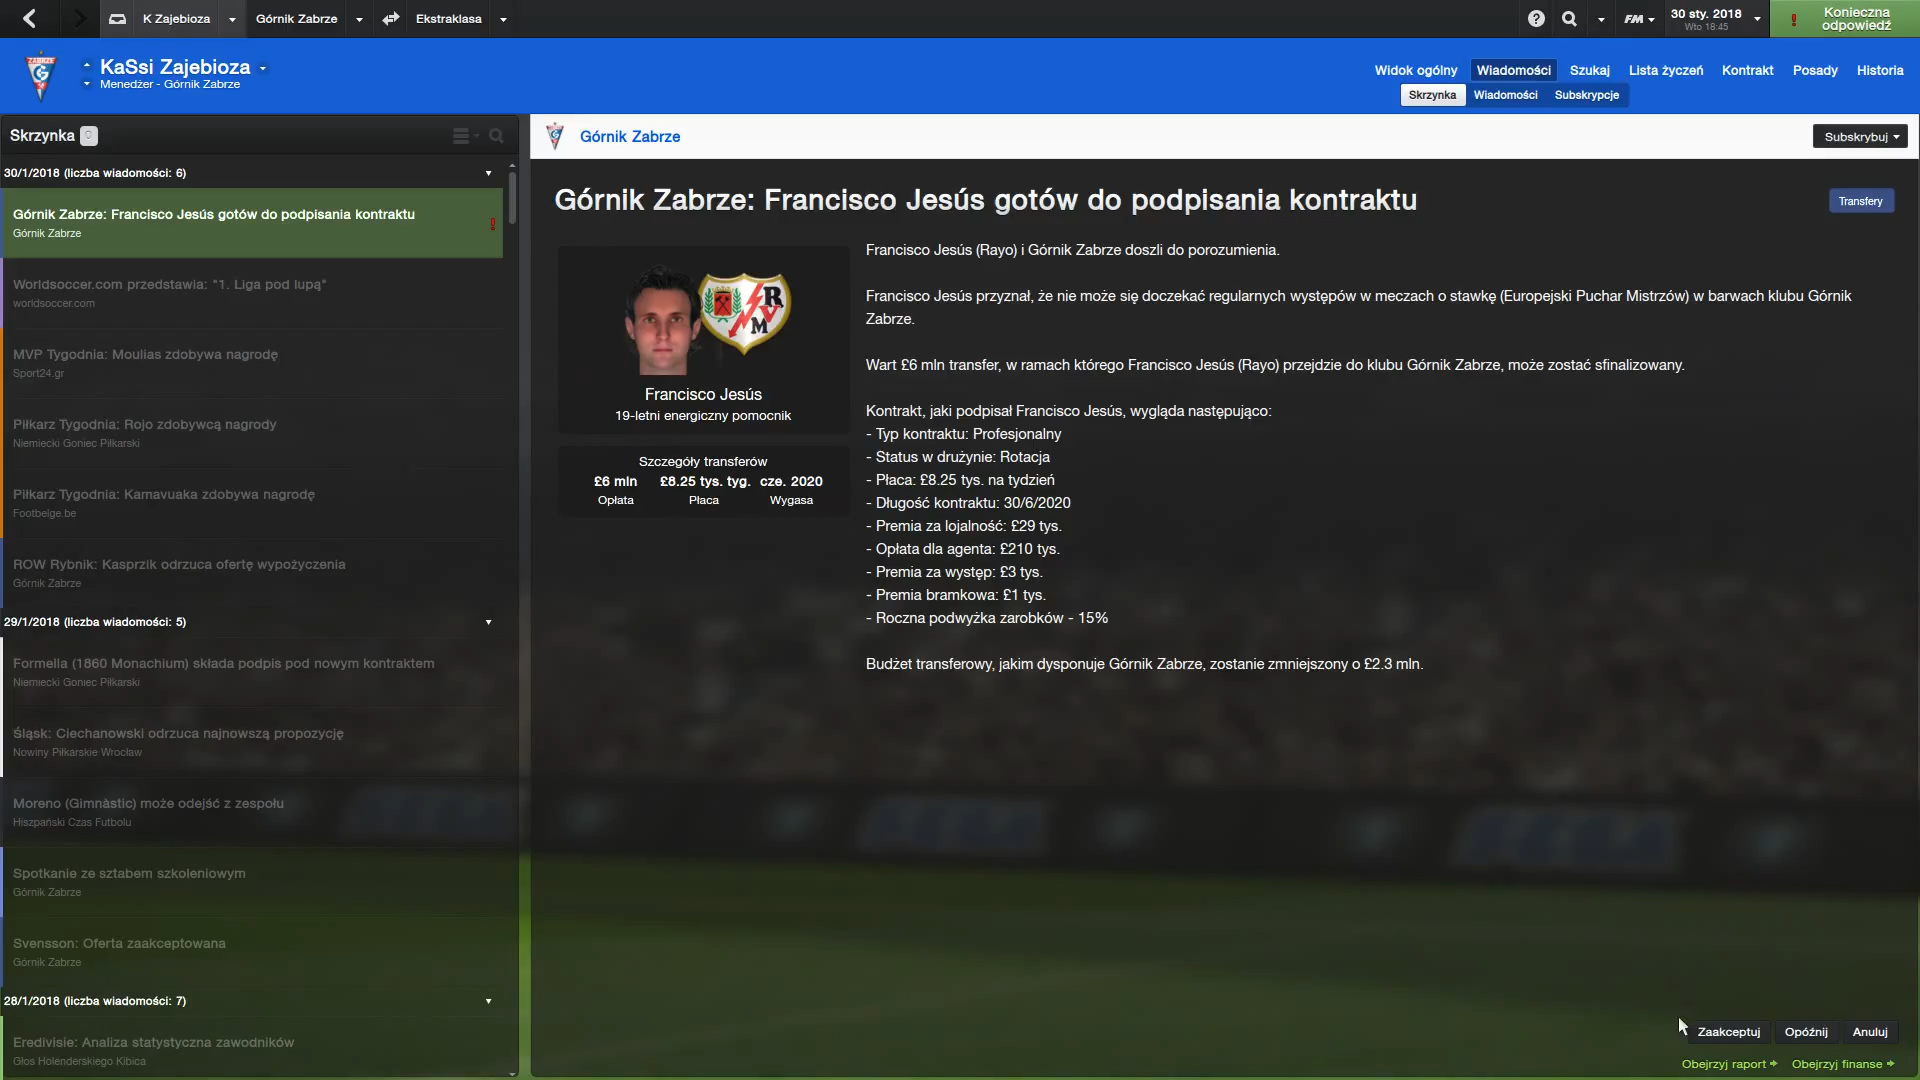 K Zajebioza
Górnik Zabrze
Ekstraklasa
FM
30 sty. 2018
Wto 18:45
Konieczna
odpowiedź
KaSsi Zajebioza
Menedżer - Górnik Zabrze
Widok ogólny
Wiadomości
Szukaj
Lista życzeń
Kontrakt
Posady
Historia
Skrzynka
Wiadomości
Subskrypcje
Skrzynka 0
30/1/2018 (liczba wiadomości: 6)
Górnik Zabrze: Francisco Jesús gotów do podpisania kontraktu
Górnik Zabrze
Worldsoccer.com przedstawia: "1. Liga pod lupą"
worldsoccer.com
MVP Tygodnia: Moulias zdobywa nagrodę
Sport24.gr
Piłkarz Tygodnia: Rojo zdobywcą nagrody
Niemiecki Goniec Piłkarski
Piłkarz Tygodnia: Karnavuaka zdobywa nagrodę
Footbelge.be
ROW Rybnik: Kasprzik odrzuca ofertę wypożyczenia
Górnik Zabrze
29/1/2018 (liczba wiadomości: 5)
Formella (1860 Monachium) składa podpis pod nowym kontraktem
Niemiecki Goniec Piłkarski
Śląsk: Ciechanowski odrzuca najnowszą propozycję
Nowiny Piłkarskie Wrocław
Moreno (Gimnàstic) może odejść z zespołu
Hiszpański Czas Futbolu
Spotkanie ze sztabem szkoleniowym
Górnik Zabrze
Svensson: Oferta zaakceptowana
Górnik Zabrze
28/1/2018 (liczba wiadomości: 7)
Eredivisie: Analiza statystyczna zawodników
Głos Holenderskiego Kibica
Górnik Zabrze
Subskrybuj
Górnik Zabrze: Francisco Jesús gotów do podpisania kontraktu
Transfery
Francisco Jesús
19-letni energiczny pomocnik
Szczegóły transferów
£6 mln £8.25 tys. tyg. cze. 2020
Opłata Płaca Wygasa
Francisco Jesús (Rayo) i Górnik Zabrze doszli do porozumienia.
Francisco Jesús przyznał, że nie może się doczekać regularnych występów w meczach o stawkę (Europejski Puchar Mistrzów) w barwach klubu Górnik
Zabrze.
Wart £6 mln transfer, w ramach którego Francisco Jesús (Rayo) przejdzie do klubu Górnik Zabrze, może zostać sfinalizowany.
Kontrakt, jaki podpisał Francisco Jesús, wygląda następująco:
- Typ kontraktu: Profesjonalny
- Status w drużynie: Rotacja
- Płaca: £8.25 tys. na tydzień
- Długość kontraktu: 30/6/2020
- Premia za lojalność: £29 tys.
- Opłata dla agenta: £210 tys.
- Premia za występ: £3 tys.
- Premia bramkowa: £1 tys.
- Roczna podwyżka zarobków - 15%
Budżet transferowy, jakim dysponuje Górnik Zabrze, zostanie zmniejszony o £2.3 mln.
Zaakceptuj
Opóźnij
Anuluj
Obejrzyj raport
Obejrzyj finanse